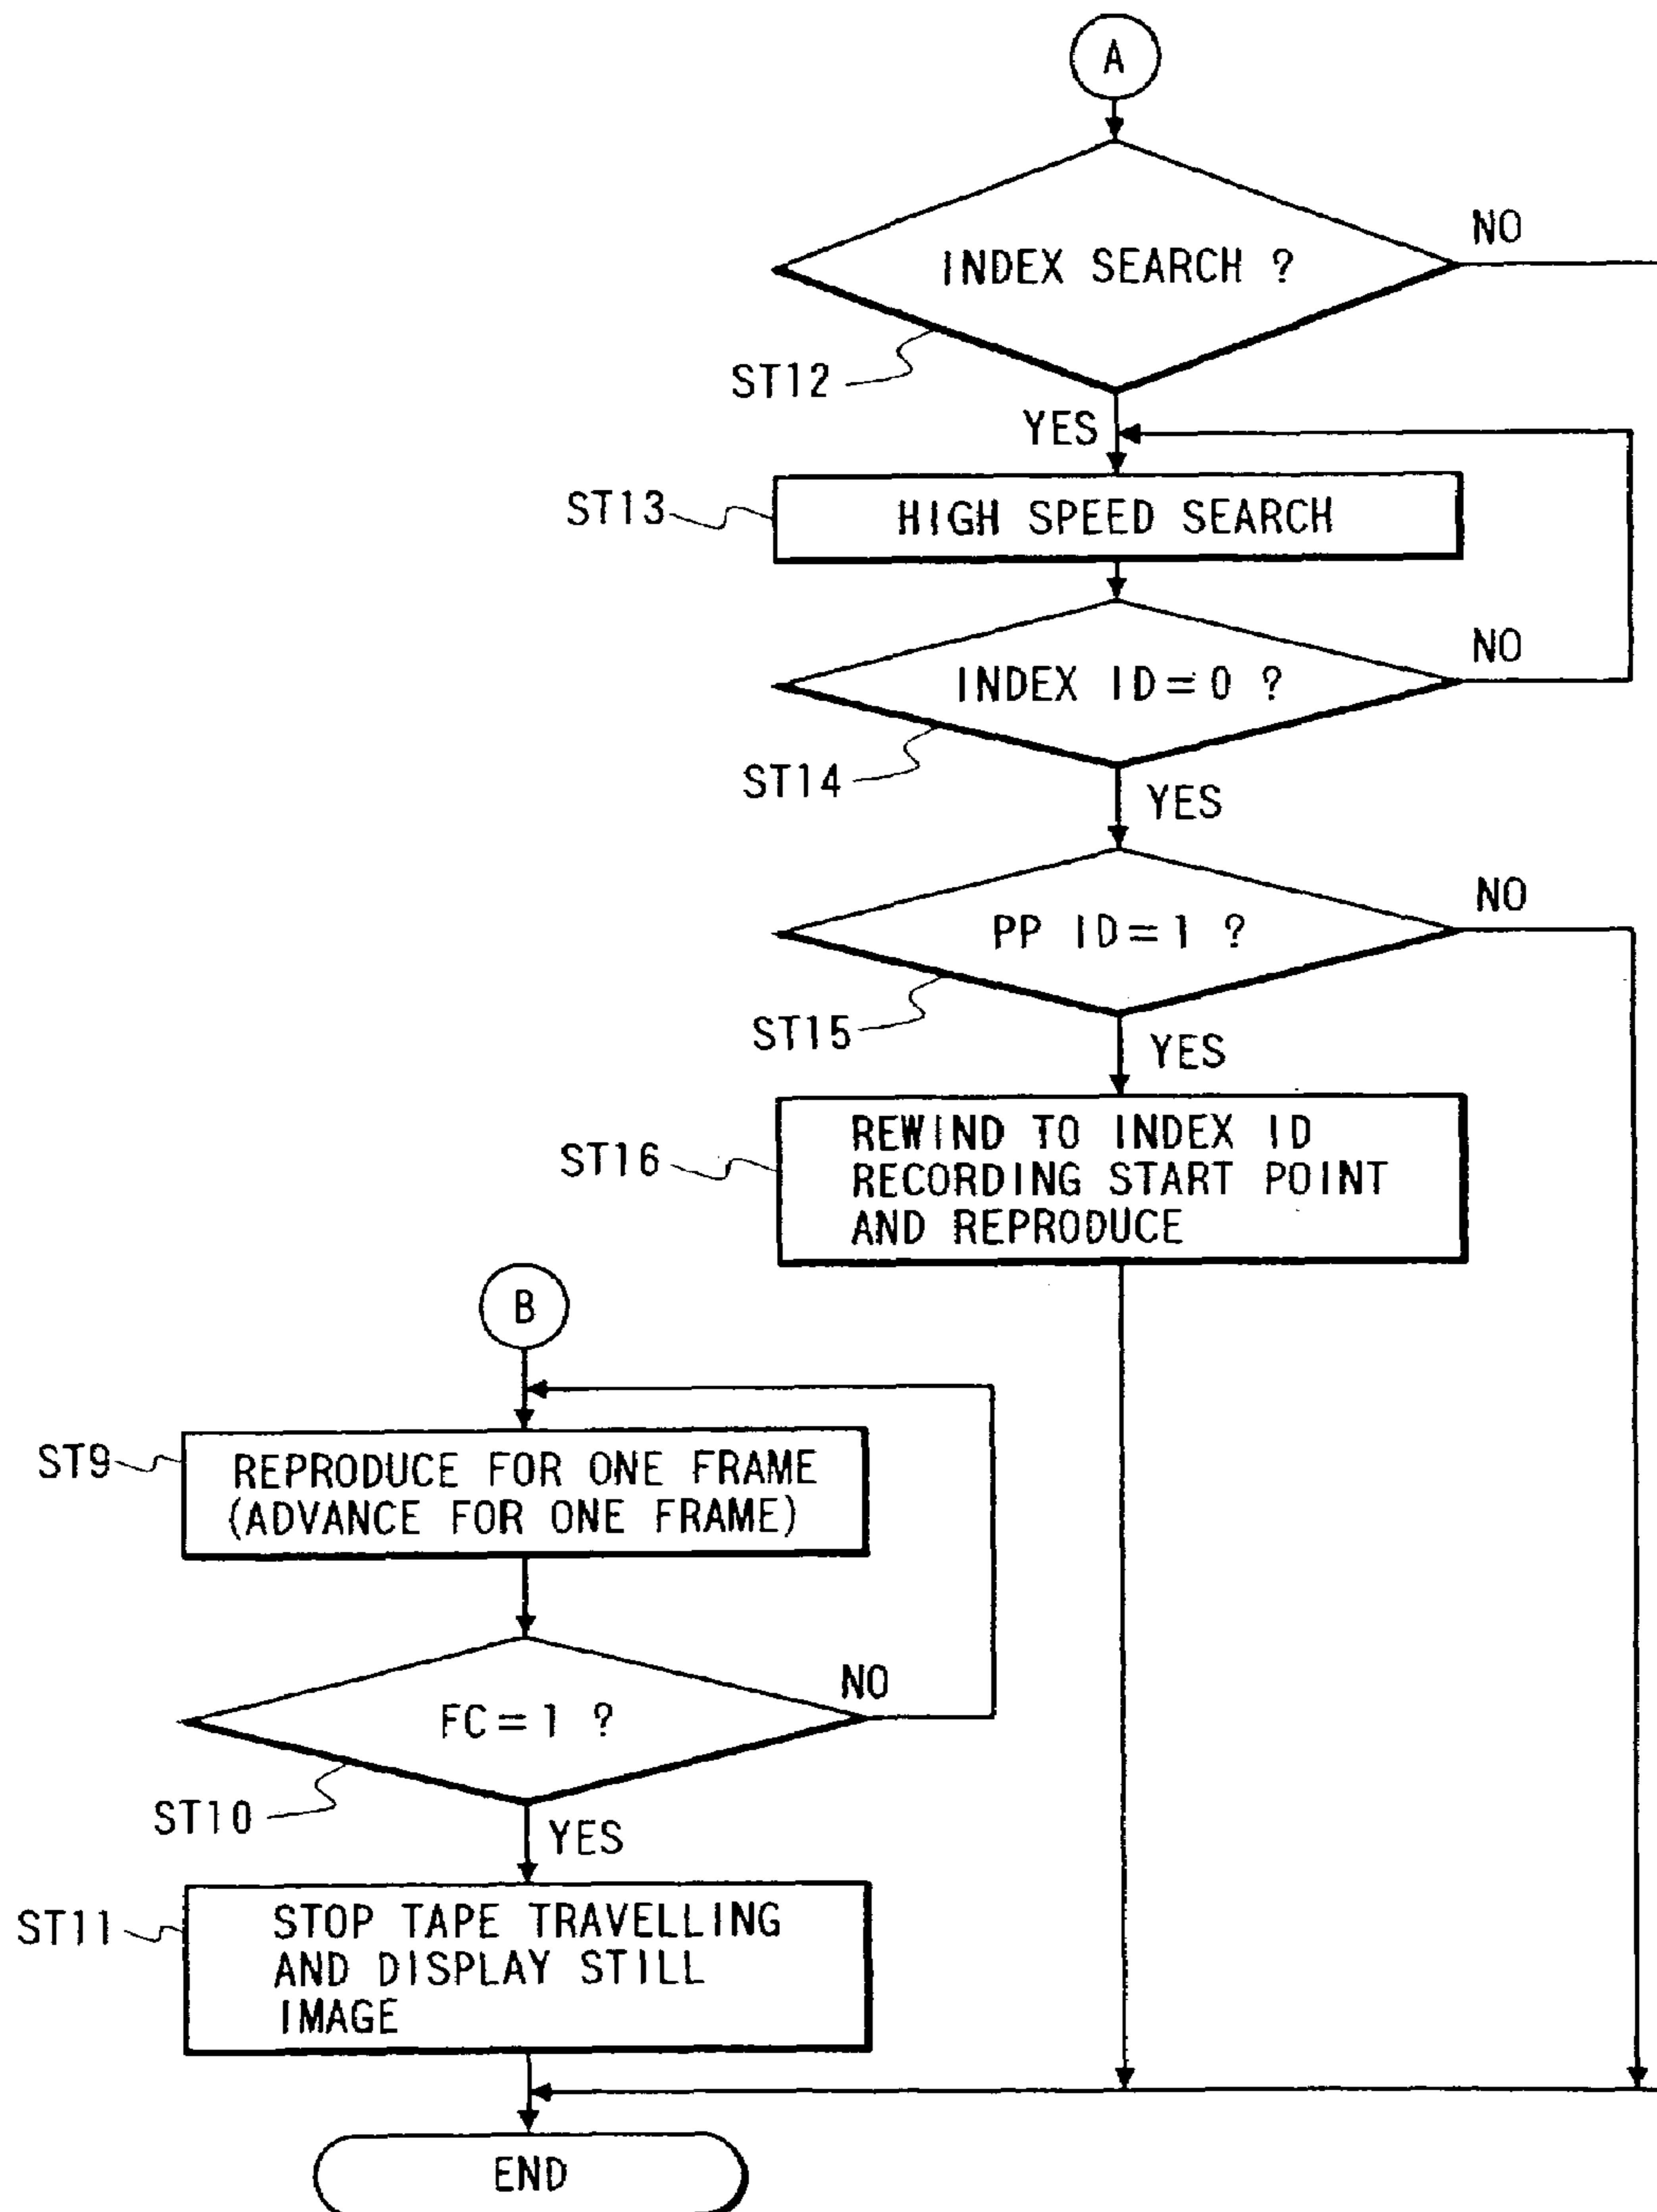 A
INDEX SEARCH ?
NO
ST12
YES
ST13
HIGH SPEED SEARCH
INDEX ID=0 ?
NO
ST14
YES
PP ID=1 ?
NO
ST15
YES
ST16
REWIND TO INDEX ID
RECORDING START POINT
AND REPRODUCE
B
ST9
REPRODUCE FOR ONE FRAME
(ADVANCE FOR ONE FRAME)
FC=1 ?
NO
ST10
YES
ST11
STOP TAPE TRAVELLING
AND DISPLAY STILL
IMAGE
END